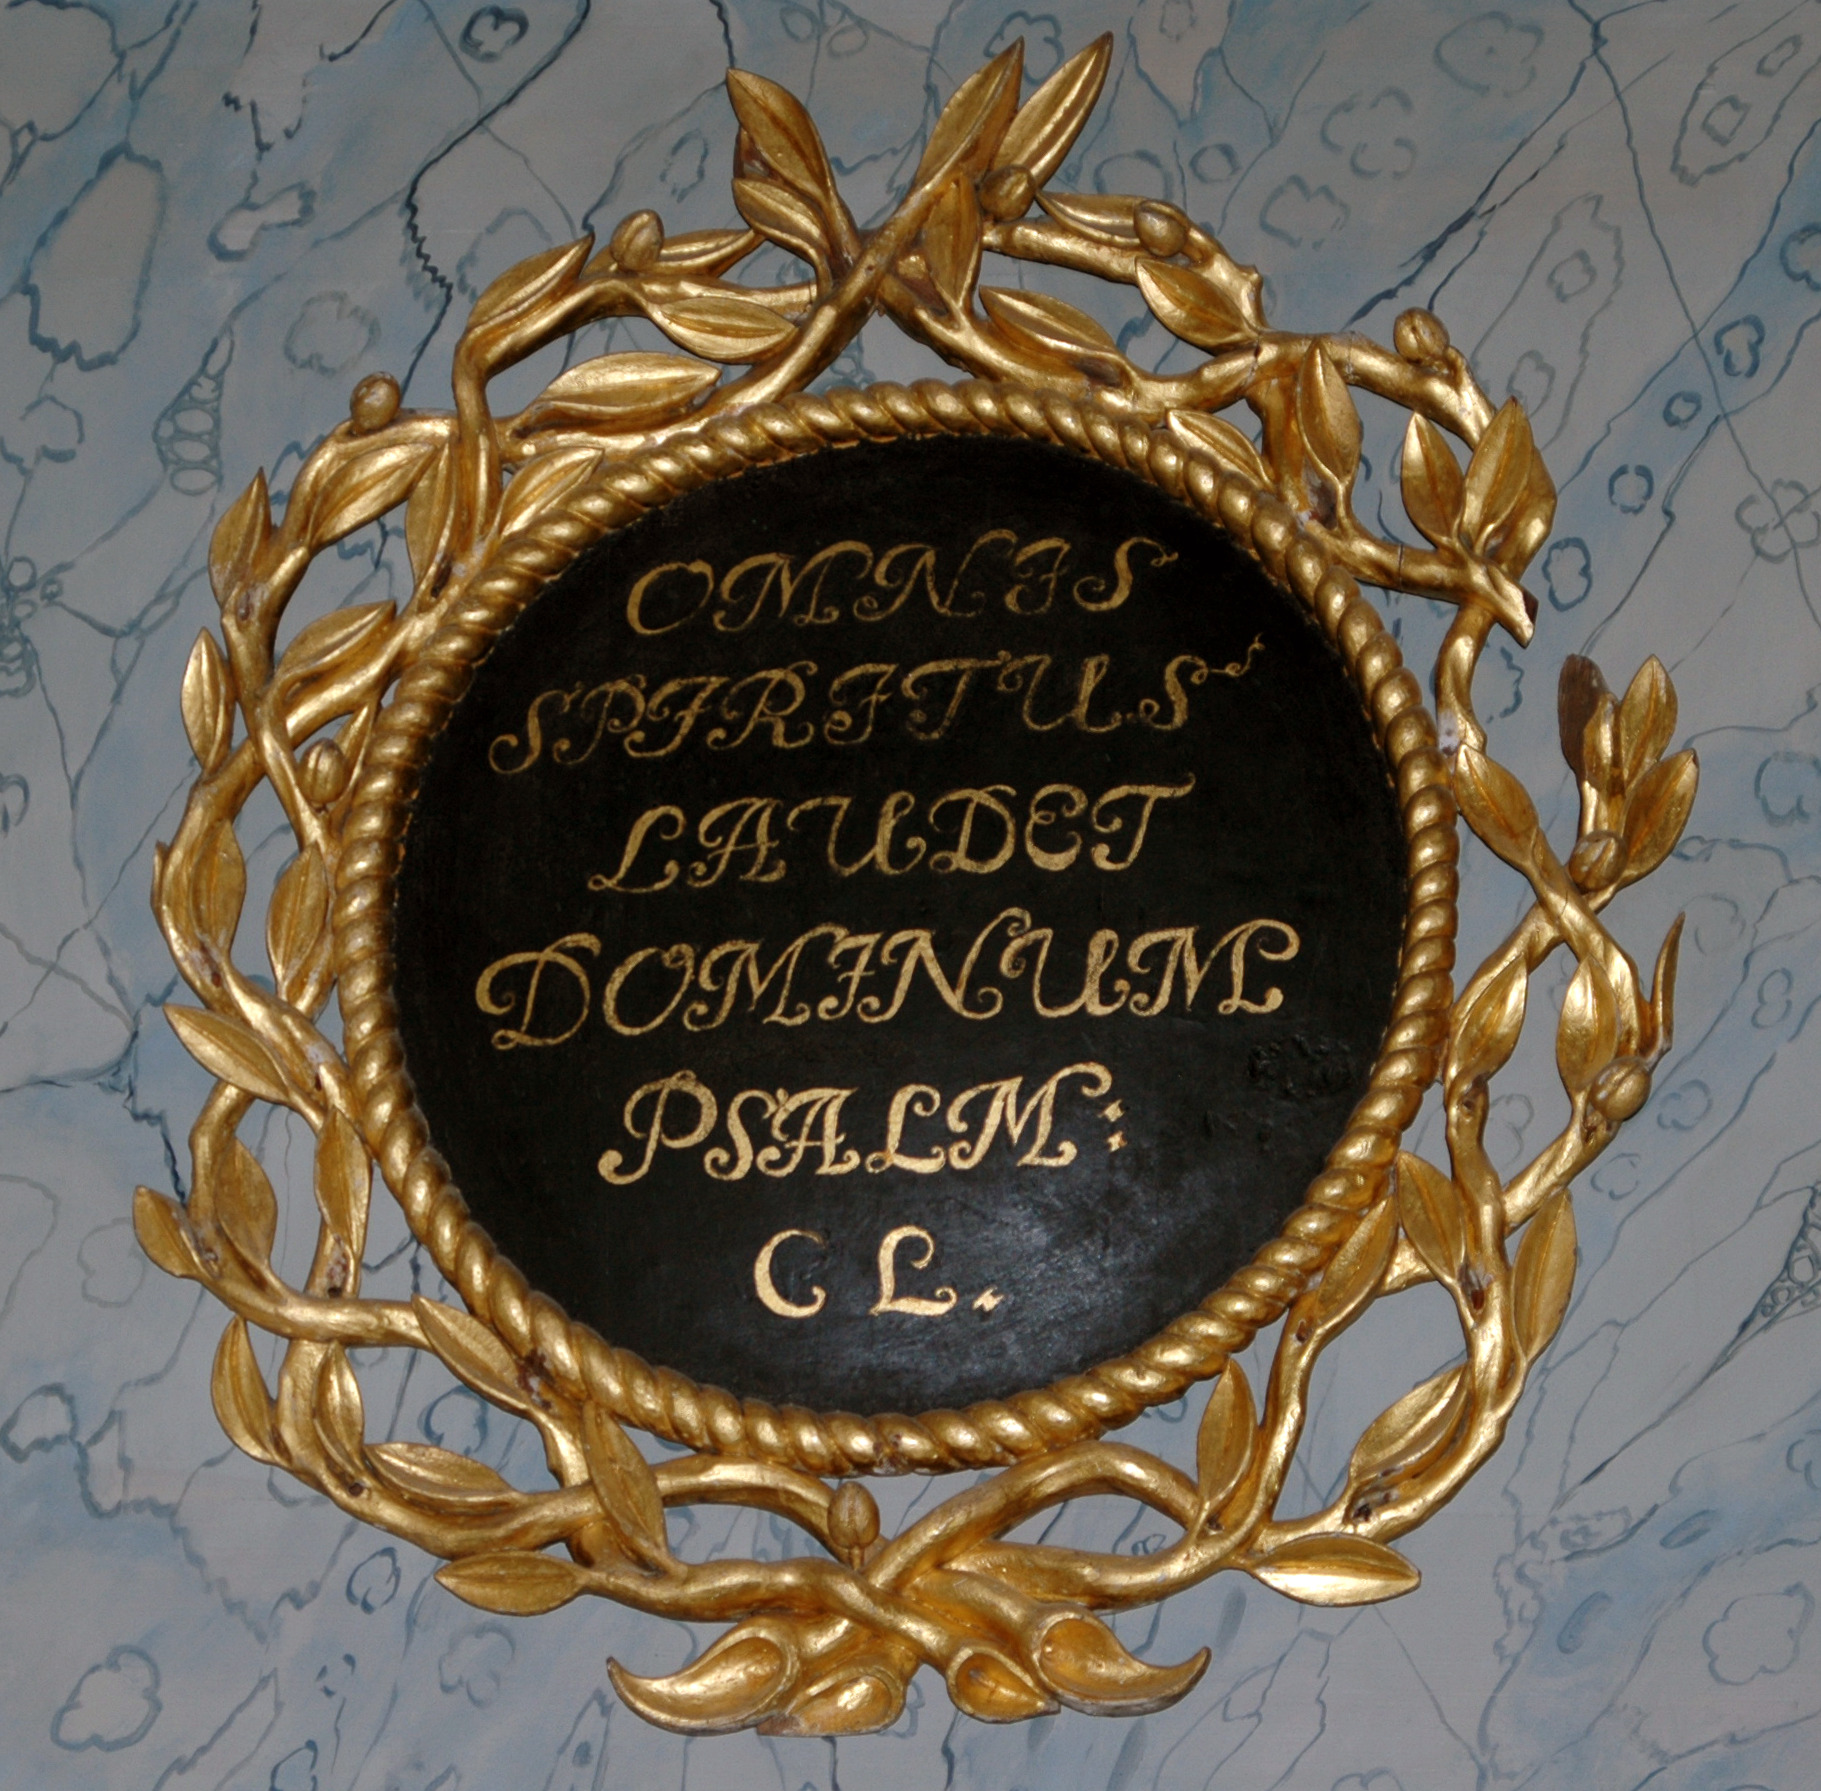 OMNIS
SPIRITUS
LAUDET
DOMINUM
PSALM:
CL.